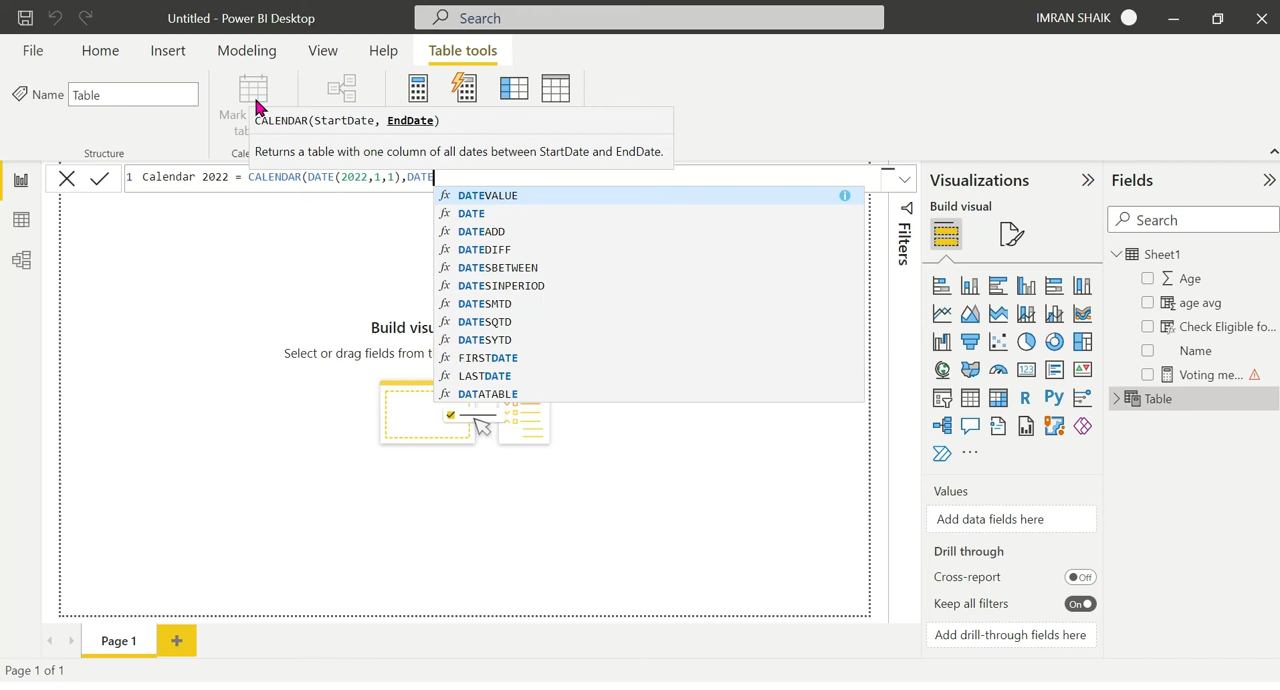 Untitled - Power BI Desktop
Search
IMRAN SHAIK
File
Home
Insert
Modeling
View
Help
Table tools
Name
Table
Mark
Structure
CALENDAR(StartDate, EndDate)
Returns a table with one column of all dates between StartDate and EndDate.
1 Calendar 2022 = CALENDAR(DATE(2022,1,1),DATE
DATEVALUE
DATE
DATEADD
DATEDIFF
DATESBETWEEN
DATESINPERIOD
DATESMTD
DATESQTD
DATESYTD
FIRSTDATE
LASTDATE
DATATABLE
Build visu
Select or drag fields from t
Filters
Visualizations
Build visual
123
R
Py
Values
Add data fields here
Drill through
Cross-report
Off
Keep all filters
On
Add drill-through fields here
Fields
Search
Sheet1
Age
age avg
Check Eligible fo...
Name
Voting me...
Table
Page 1
Page 1 of 1